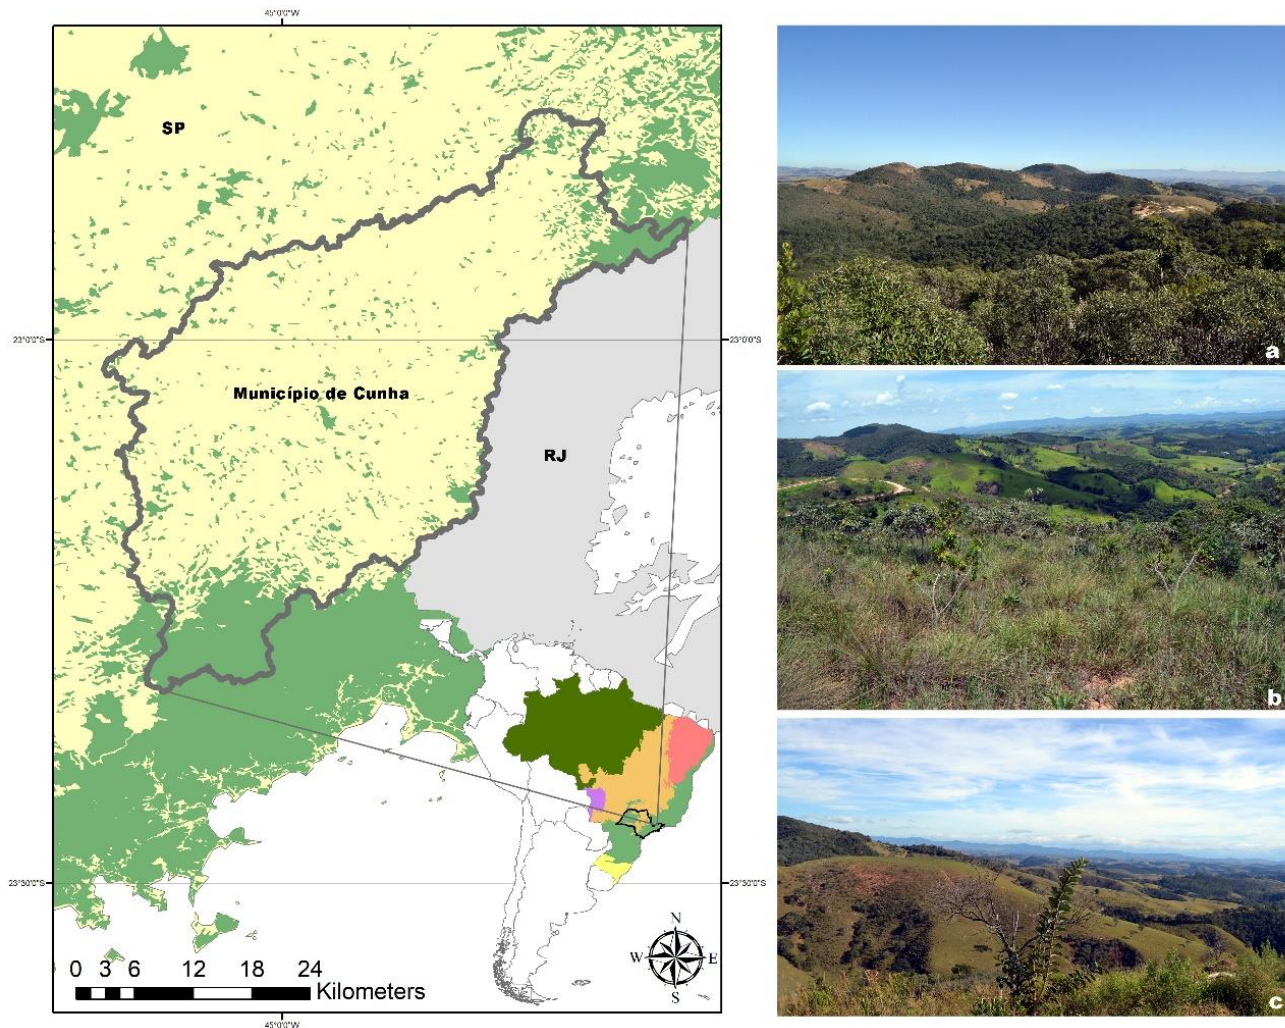 45°0'0"W
SP
23°0'0"S
23°0'0"S
Município de Cunha
RJ
a
b
c
23°30'0"S
23°30'0"S
N
W E
S
0 3 6 12 18 24
Kilometers
45°0'0"W